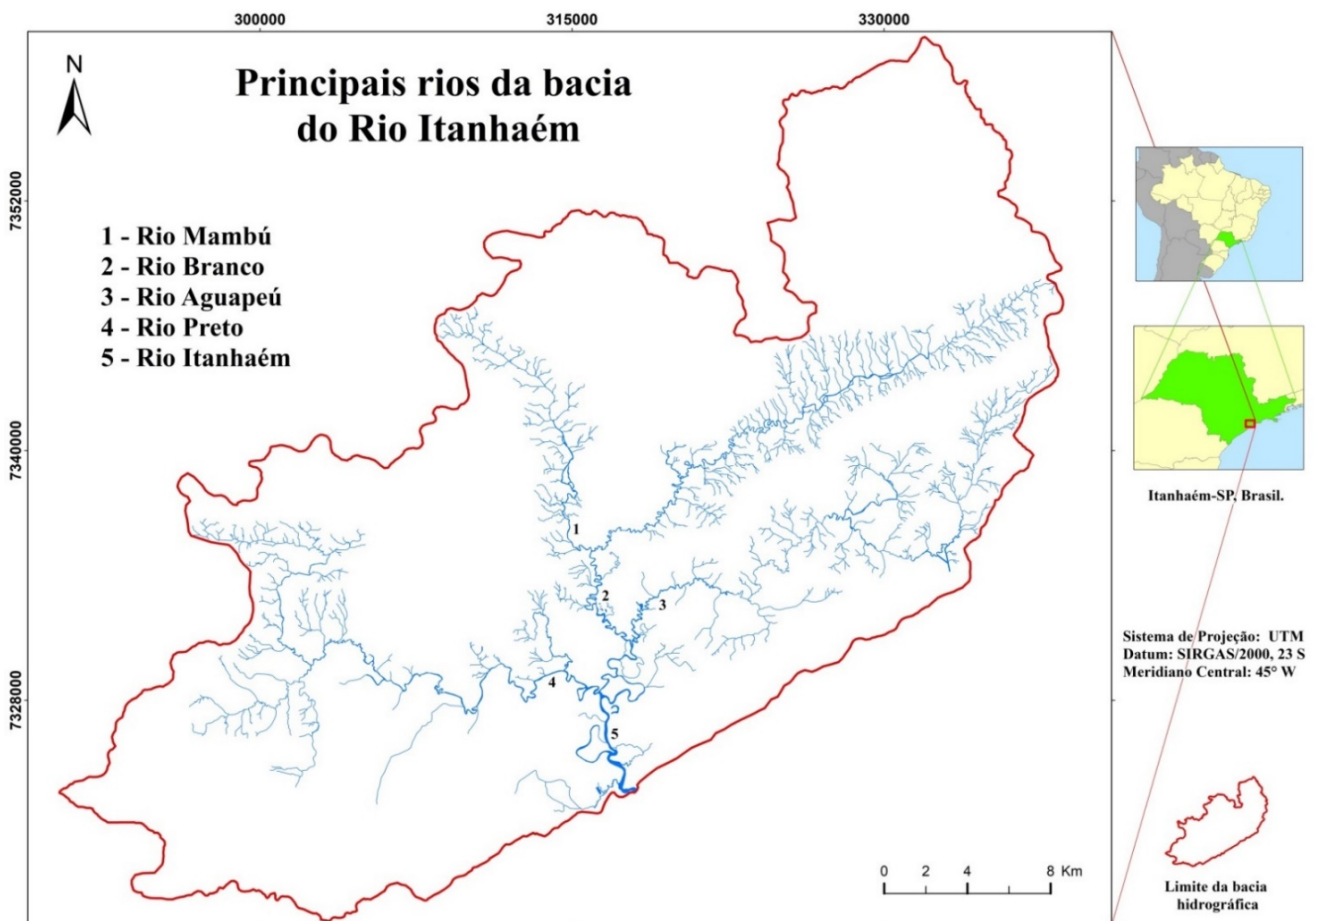 300000
315000
330000
N
Principais rios da bacia
do Rio Itanhaém
7352000
1 - Rio Mambú
2 - Rio Branco
3 - Rio Aguapeú
4 - Rio Preto
5 - Rio Itanhaém
7340000
Itanhaém-SP, Brasil.
1
2
3
Sistema de Projeção: UTM
Datum: SIRGAS/2000, 23 S
Meridiano Central: 45° W
4
7328000
5
0 2 4 8 Km
Limite da bacia
hidrográfica